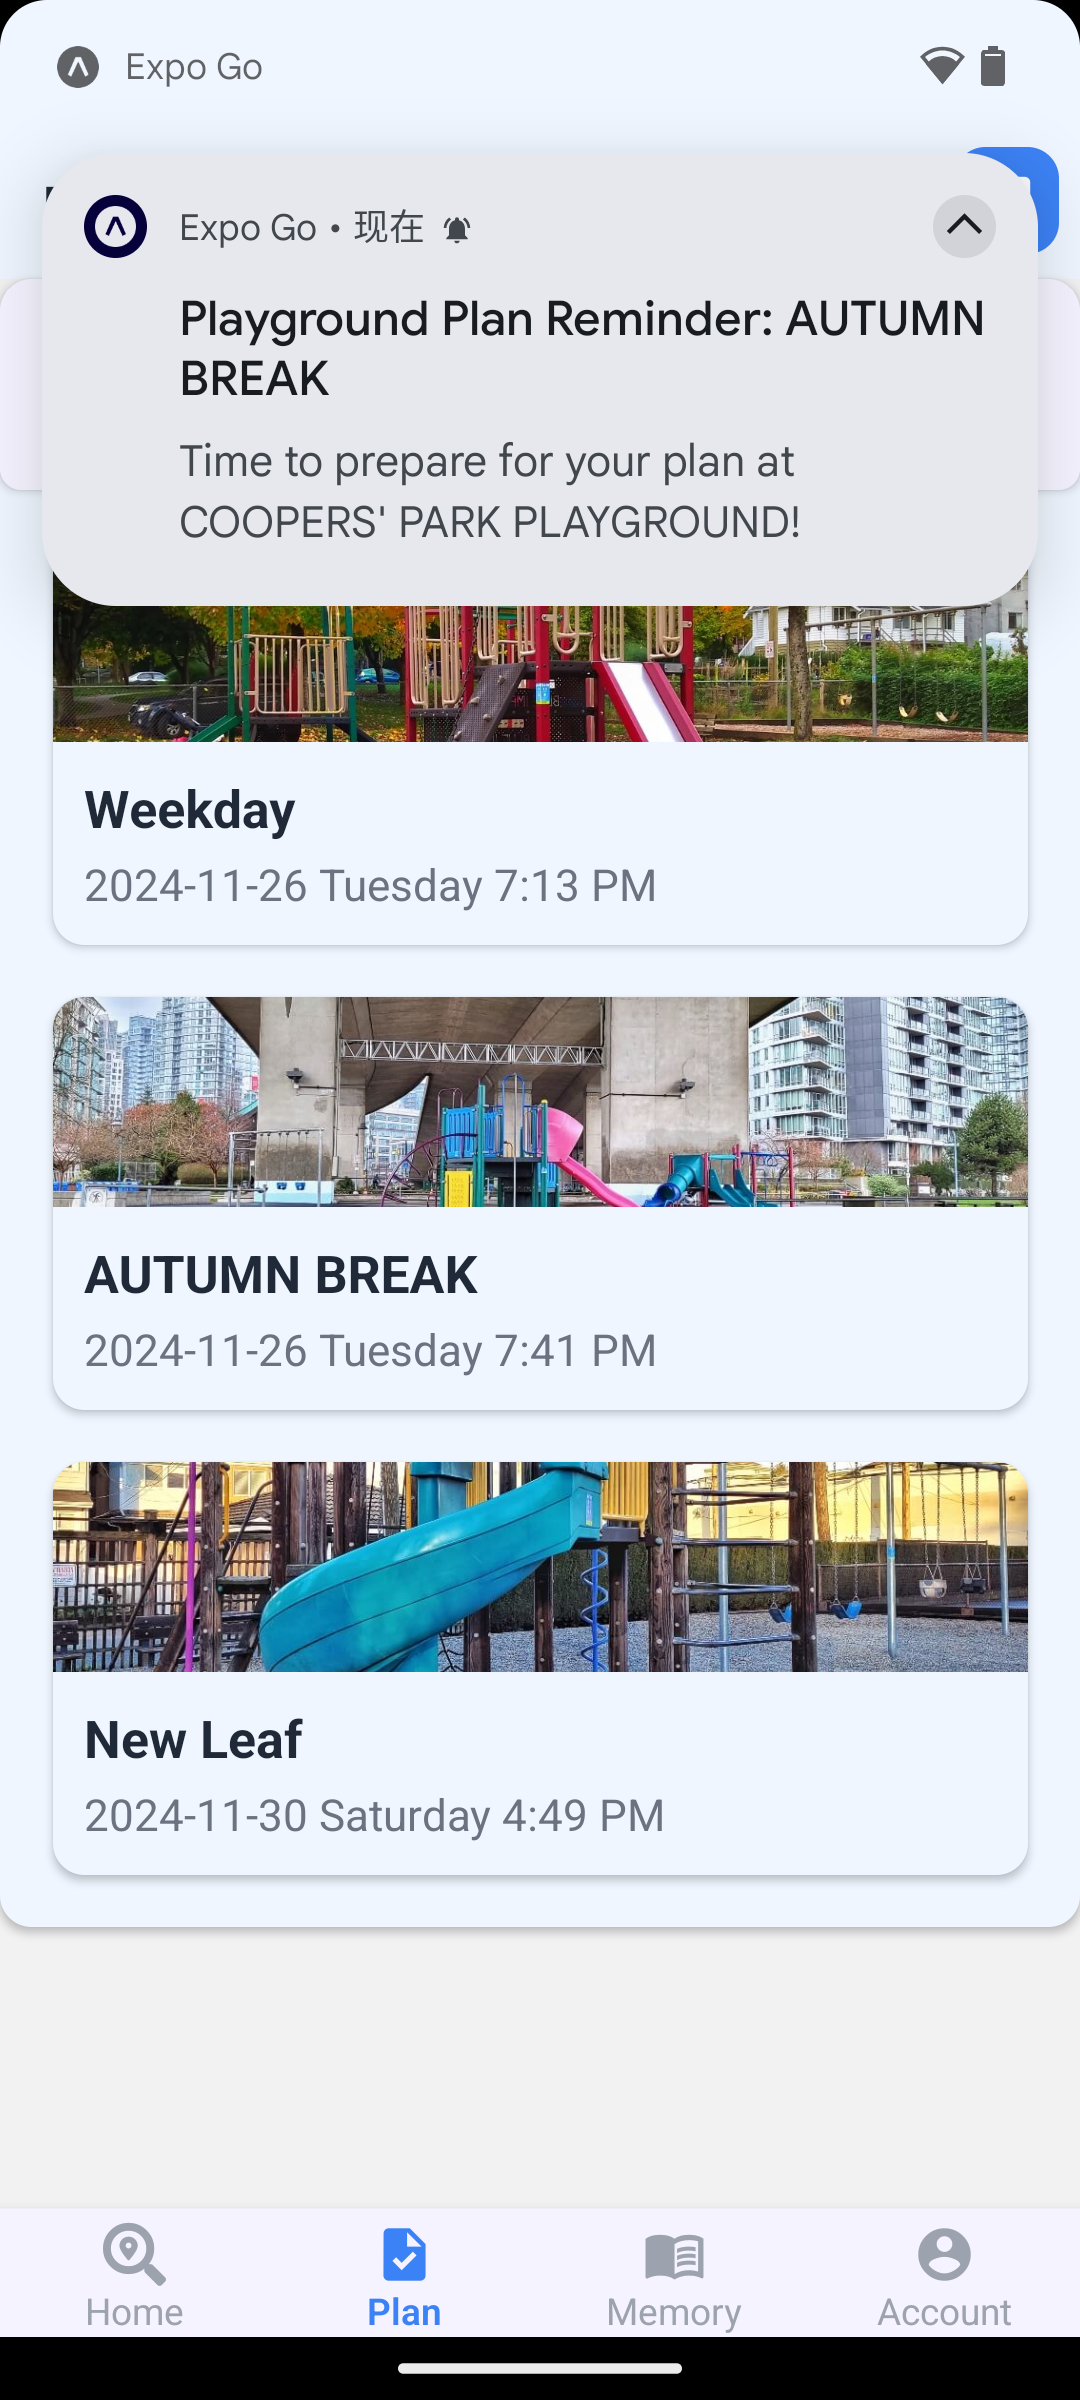 Expo Go
Expo Go • 现在
Playground Plan Reminder: AUTUMN
BREAK
Time to prepare for your plan at
COOPERS' PARK PLAYGROUND!
Weekday
2024-11-26 Tuesday 7:13 PM
AUTUMN BREAK
2024-11-26 Tuesday 7:41 PM
New Leaf
2024-11-30 Saturday 4:49 PM
Home
Plan
Memory
Account